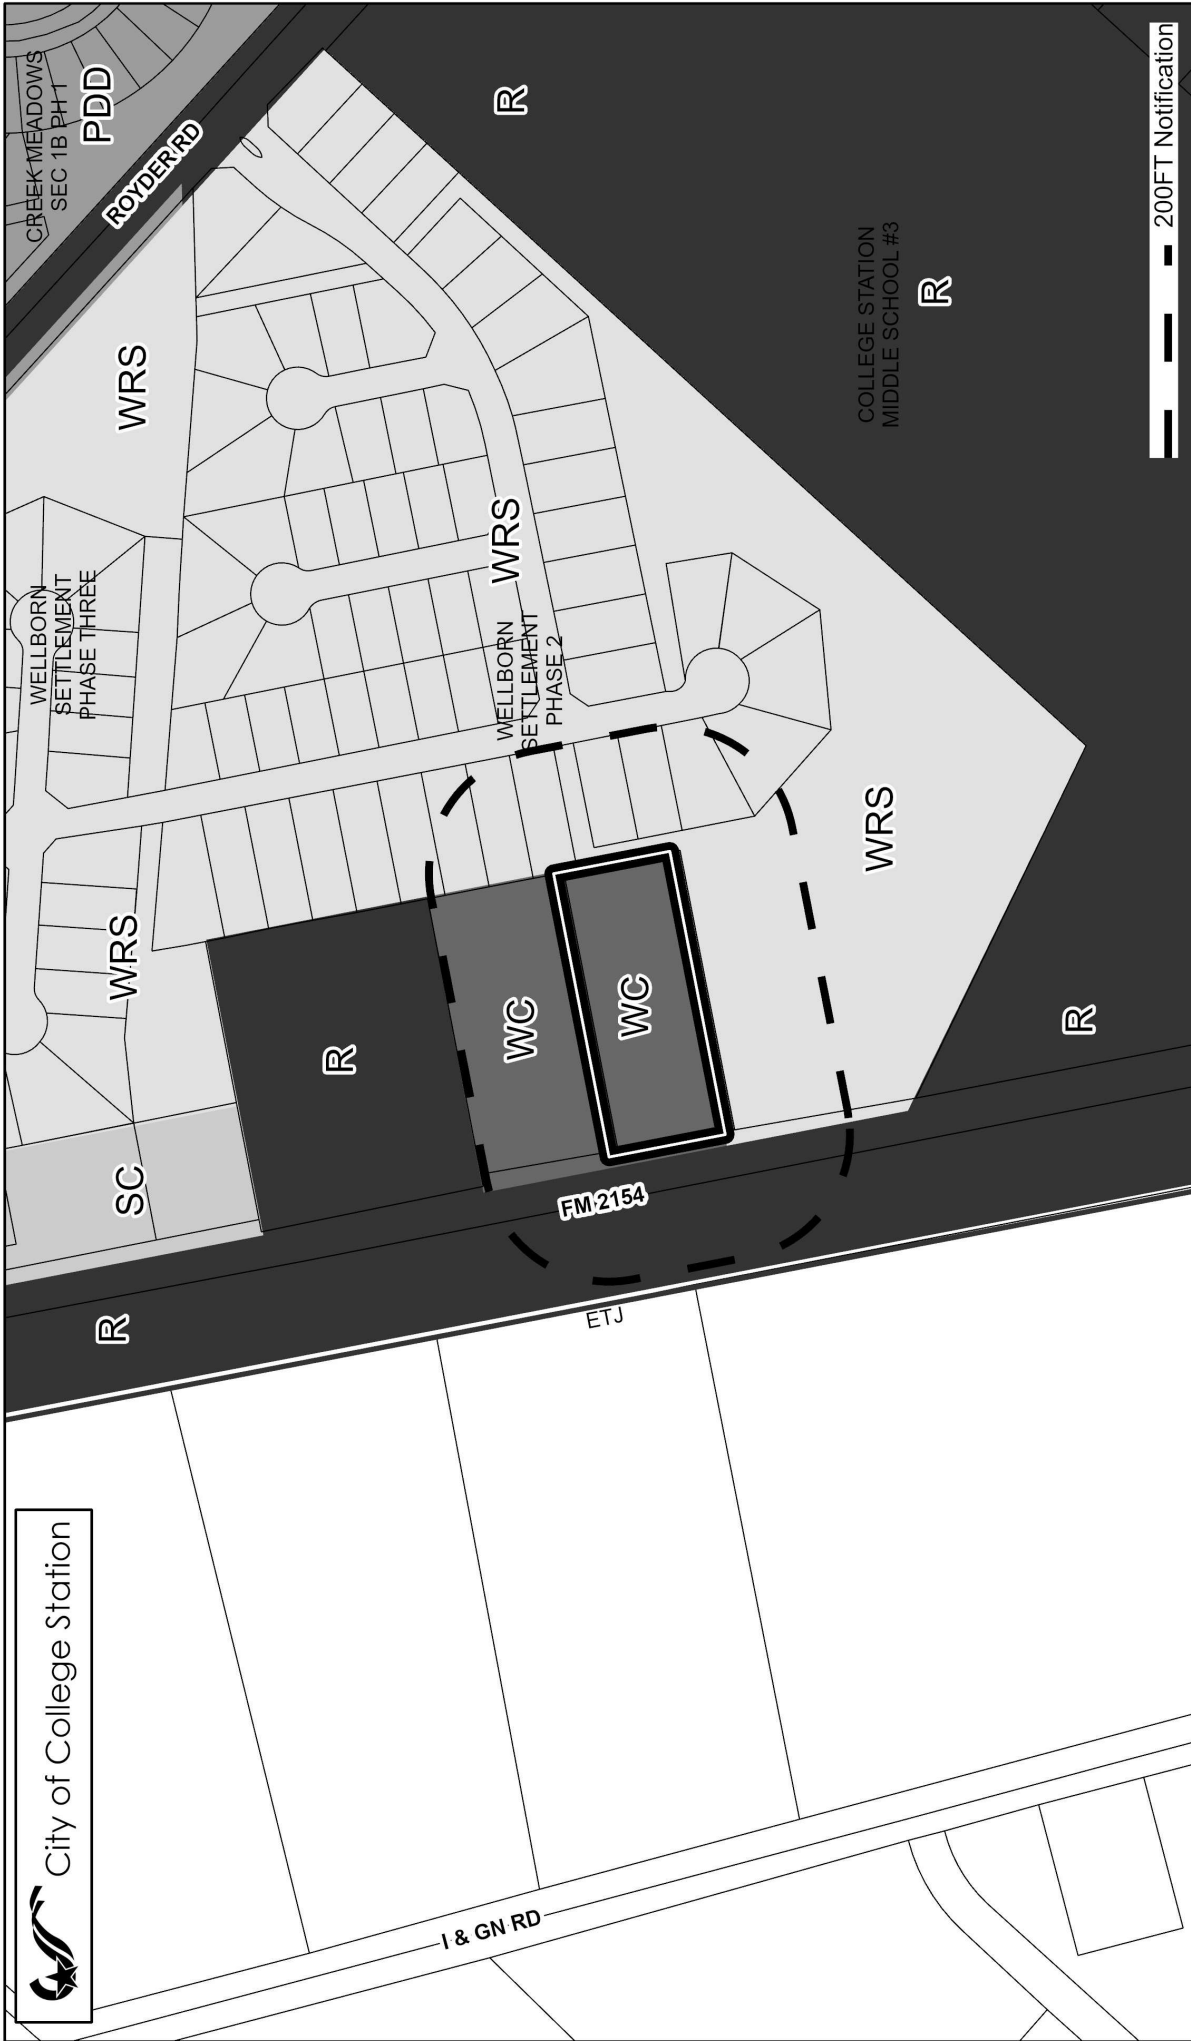 City of College Station
CREEK MEADOWS
SEC 1B PH 1
PDD
ROYDER RD
R
WRS
WELLBORN
SETTLEMENT
PHASE THREE
WRS
WELLBORN
SETTLEMENT
PHASE 2
COLLEGE STATION
MIDDLE SCHOOL #3
R
WRS
WRS
SC
R
WC
WC
R
R
FM 2154
ETJ
I & GN RD
200FT Notification